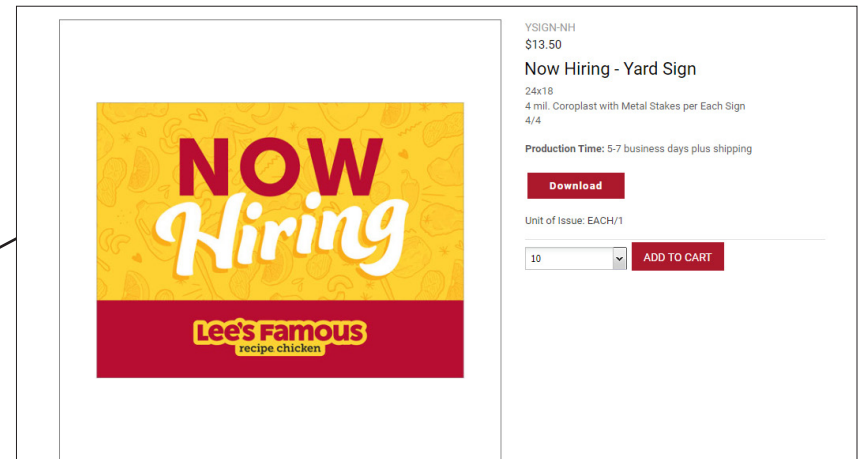 NOW
Hiring
Lee's Famous
recipe chicken
YSIGN-NH
$13.50
Now Hiring - Yard Sign
24x18
4 mil. Coroplast with Metal Stakes per Each Sign
4/4
Production Time: 5-7 business days plus shipping
Download
Unit of Issue: EACH/1
10
ADD TO CART